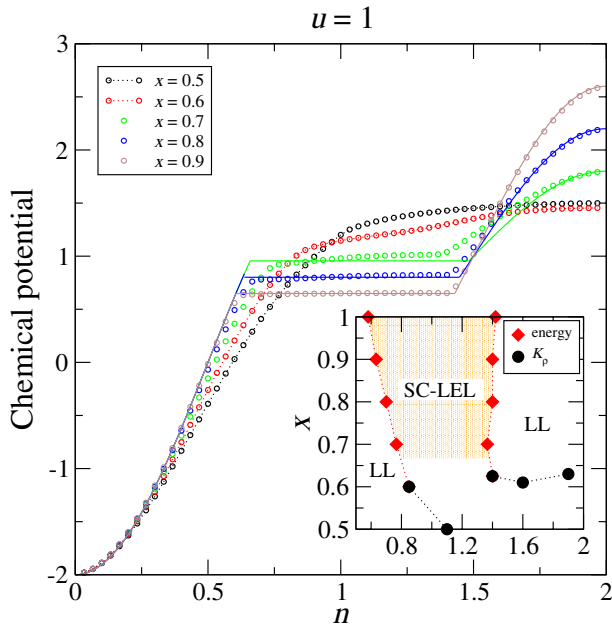 u = 1
Chemical potential
3
2
1
0
-1
-2
x = 0.5
x = 0.6
x = 0.7
x = 0.8
x = 0.9
0
0.5
1
1.5
2
n
x
1
0.9
0.8
0.7
0.6
0.5
energy
Kρ
SC-LEL
LL
LL
0.8
1.2
1.6
2